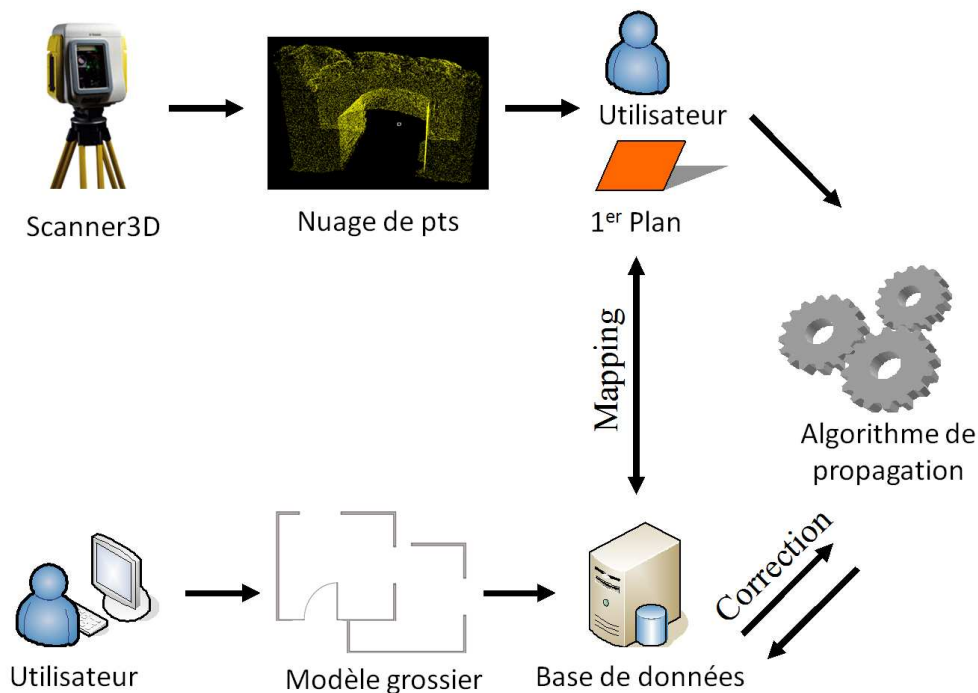 Utilisateur
Scanner3D
Nuage de pts
1er Plan
Mapping
Algorithme de
propagation
Correction
Utilisateur
Modèle grossier
Base de données